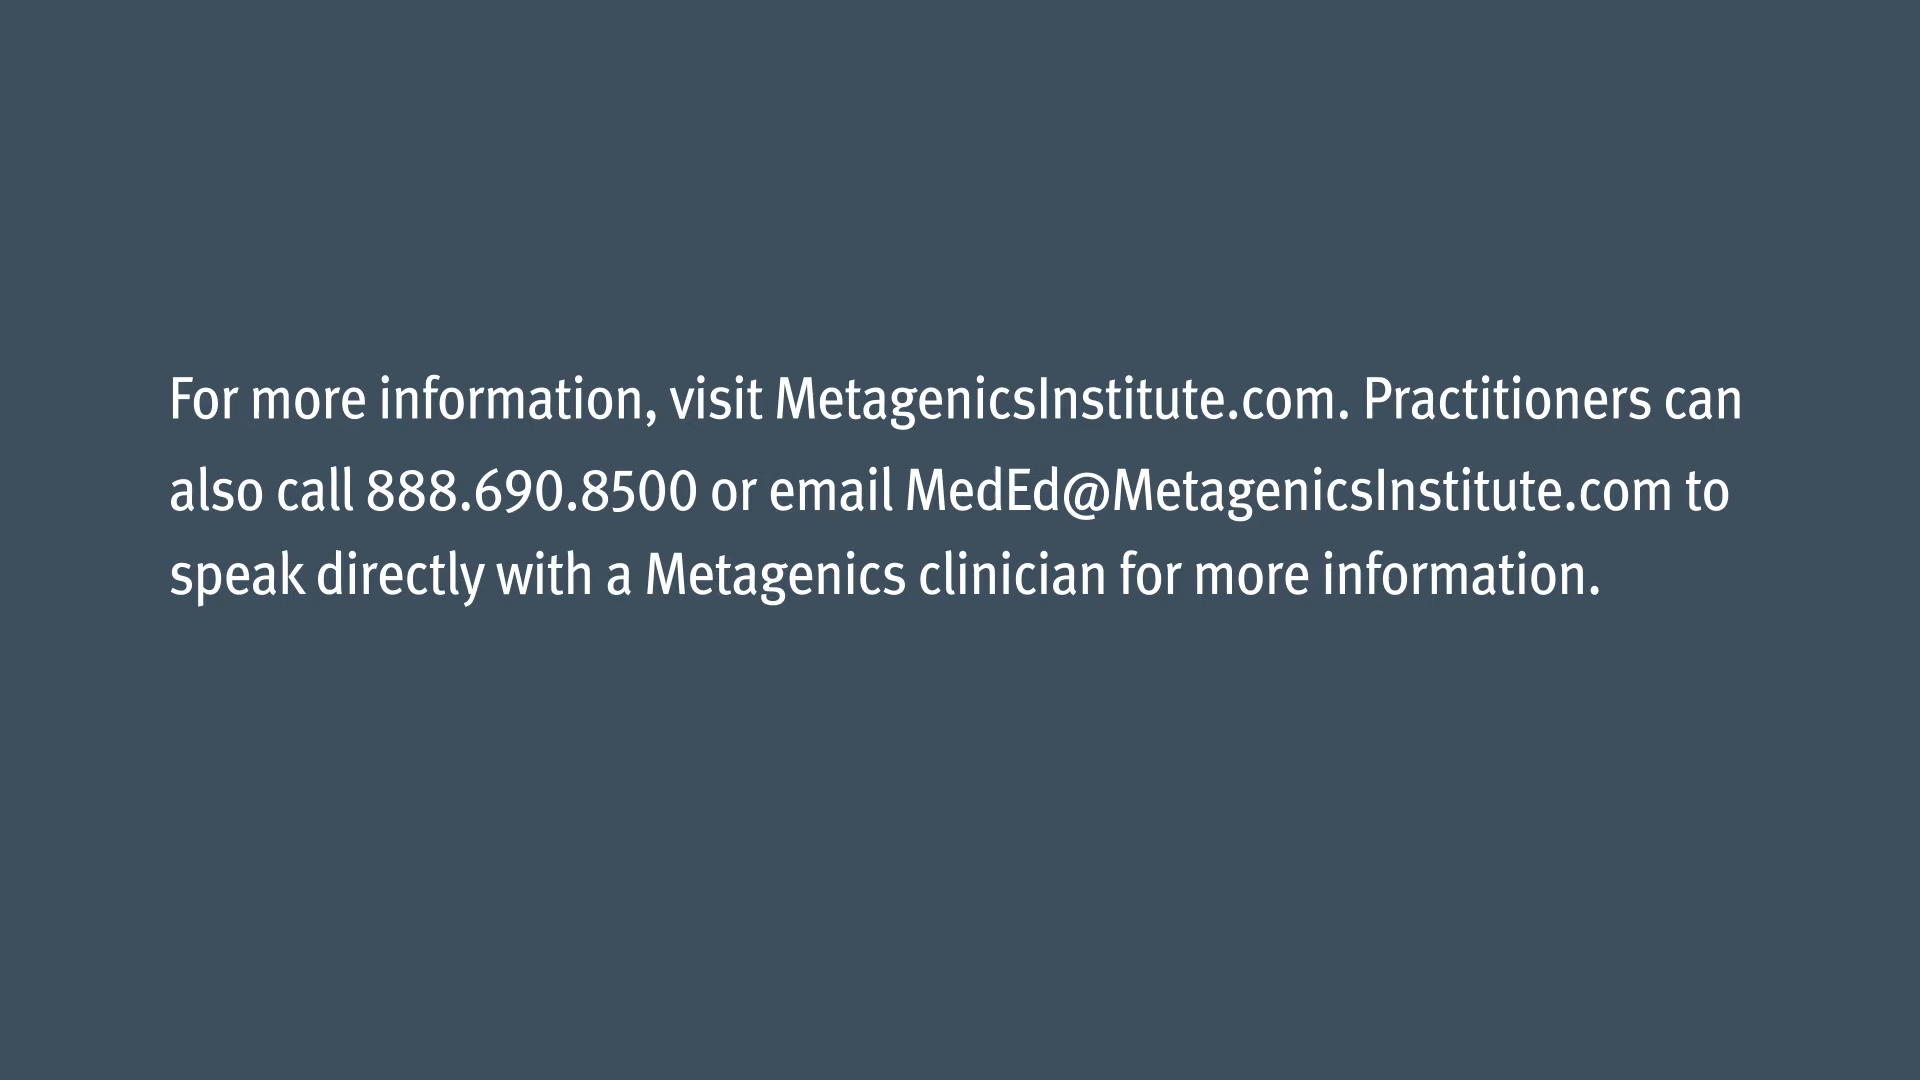 For more information, visit MetagenicsInstitute.com. Practitioners can
also call 888.690.8500 or email MedEd@MetagenicsInstitute.com to
speak directly with a Metagenics clinician for more information.